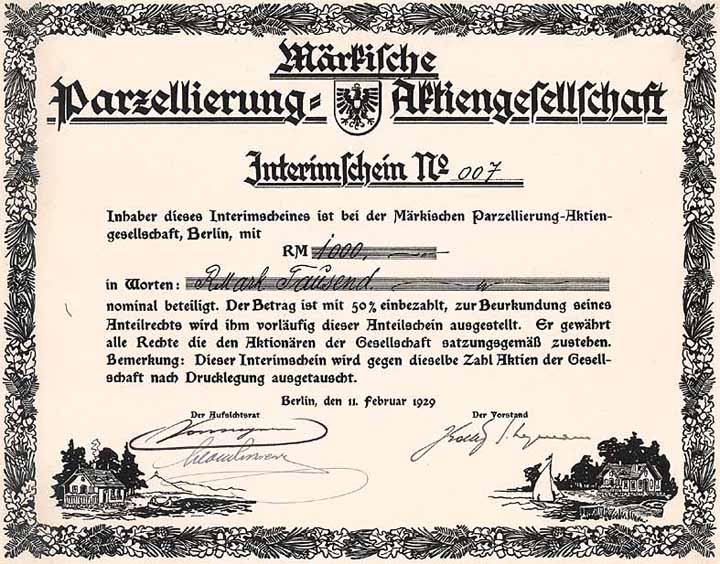 Märkische
Parzellierung-Aktiengesellschaft
Interimschein No 007
Inhaber dieses Interimscheines ist bei der Märkischen Parzellierung-Aktien-
gesellschaft, Berlin, mit
RM 1000,
in Worten: RMark Tausend
nominal beteiligt. Der Betrag ist mit 50% einbezahlt, zur Beurkundung seines
Anteilrechts wird ihm vorläufig dieser Anteilschein ausgestellt. Er gewährt
alle Rechte die den Aktionären der Gesellschaft satzungsgemäß zustehen.
Bemerkung: Dieser Interimschein wird gegen dieselbe Zahl Aktien der Gesell-
schaft nach Drucklegung ausgetauscht.
Berlin, den 11. Februar 1929
Der Aufsichtsrat
Der Vorstand